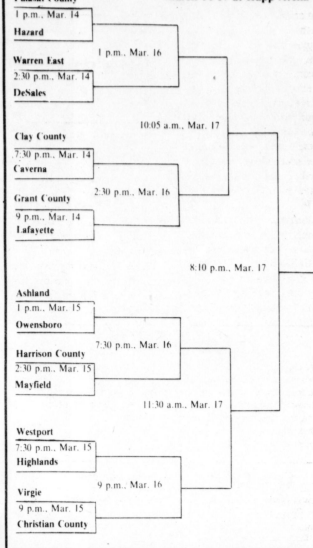 1 p.m., Mar. 14
Hazard
1 p.m., Mar. 16
Warren East
2:30 p.m., Mar. 14
DeSales
10:05 a.m., Mar. 17
Clay County
7:30 p.m., Mar. 14
Caverna
2:30 p.m., Mar. 16
Grant County
9 p.m., Mar. 14
Lafayette
8:10 p.m., Mar. 17
Ashland
1 p.m., Mar. 15
Owensboro
7:30 p.m., Mar. 16
Harrison County
2:30 p.m., Mar. 15
Mayfield
11:30 a.m., Mar. 17
Westport
7:30 p.m., Mar. 15
Highlands
9 p.m., Mar. 16
Virgie
9 p.m., Mar. 15
Christian County